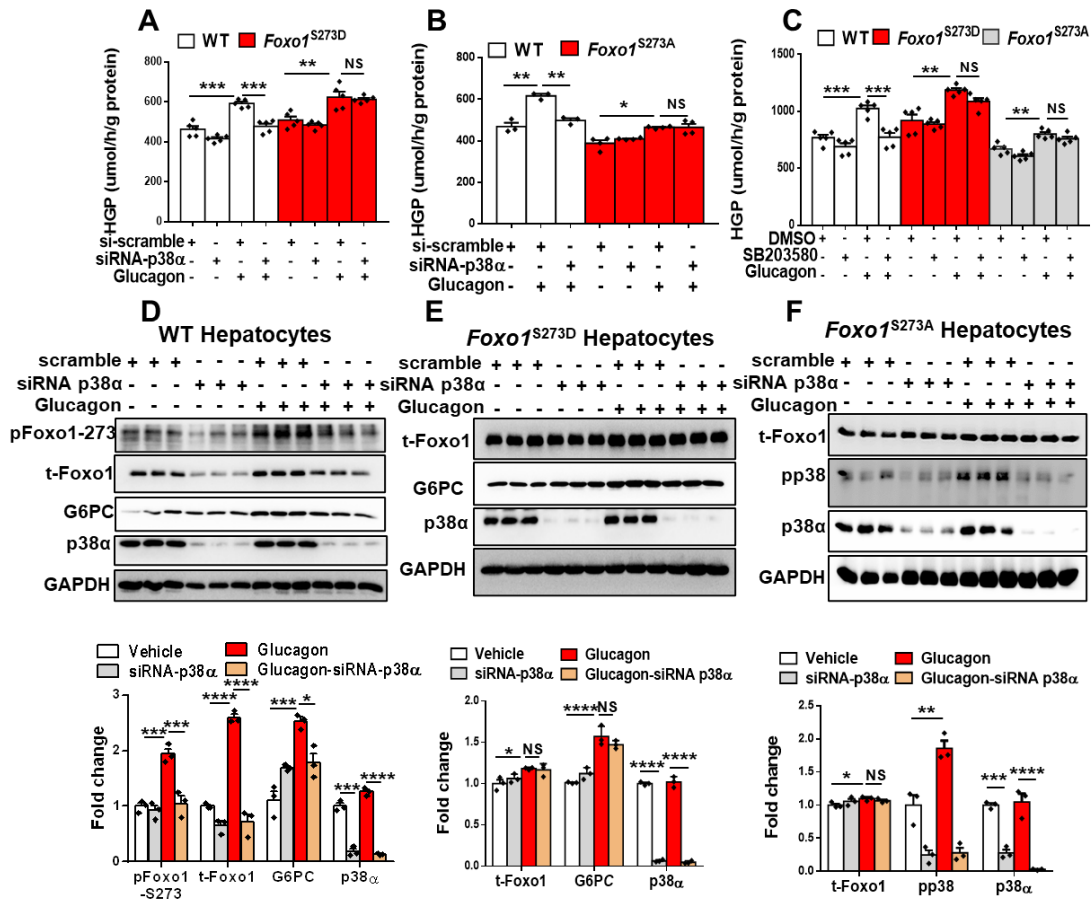 A
WT Foxo1S273D
HGP (umol/h/g protein)
800
600
400
200
0
*** *** ** NS
si-scramble + - + - + - + -
siRNA-p38α - + - + - + - +
Glucagon - - + + - - + +
B
WT Foxo1S273A
HGP (umol/h/g protein)
800
600
400
200
0
** ** * NS
si-scramble + + - + - + -
siRNA-p38α - - + - + - +
Glucagon - + + - - + +
C
WT Foxo1S273D Foxo1S273A
HGP (umol/h/g protein)
1500
1000
500
0
*** *** ** NS ** NS
DMSO + - + - + - + - + - + -
SB203580 - + - + - + - + - + - +
Glucagon - - + + - - + + - - + +
D
WT Hepatocytes
scramble + + + - - - + + + - - -
siRNA p38α - - - + + + - - - + + +
Glucagon - - - - - - + + + + + +
pFoxo1-273
t-Foxo1
G6PC
p38α
GAPDH
Vehicle Glucagon
siRNA-p38α Glucagon-siRNA-p38α
Fold change
3
2
1
0
*** *** **** **** *** * *** ****
pFoxo1 -S273 t-Foxo1 G6PC p38α
E
Foxo1S273D Hepatocytes
scramble + + + - - - + + + - - -
siRNA p38α - - - + + + - - - + + +
Glucagon - - - - - - + + + + + +
t-Foxo1
G6PC
p38α
GAPDH
Vehicle Glucagon
siRNA-p38α Glucagon-siRNA p38α
Fold change
2.0
1.5
1.0
0.5
0.0
* NS **** NS **** ****
t-Foxo1 G6PC p38α
F
Foxo1S273A Hepatocytes
scramble + + + - - - + + + - - -
siRNA p38α - - - + + + - - - + + +
Glucagon - - - - - - + + + + + +
t-Foxo1
pp38
p38α
GAPDH
Vehicle Glucagon
siRNA-p38α Glucagon-siRNA p38α
Fold change
2.5
2.0
1.5
1.0
0.5
0.0
* NS ** *** ****
t-Foxo1 pp38 p38α